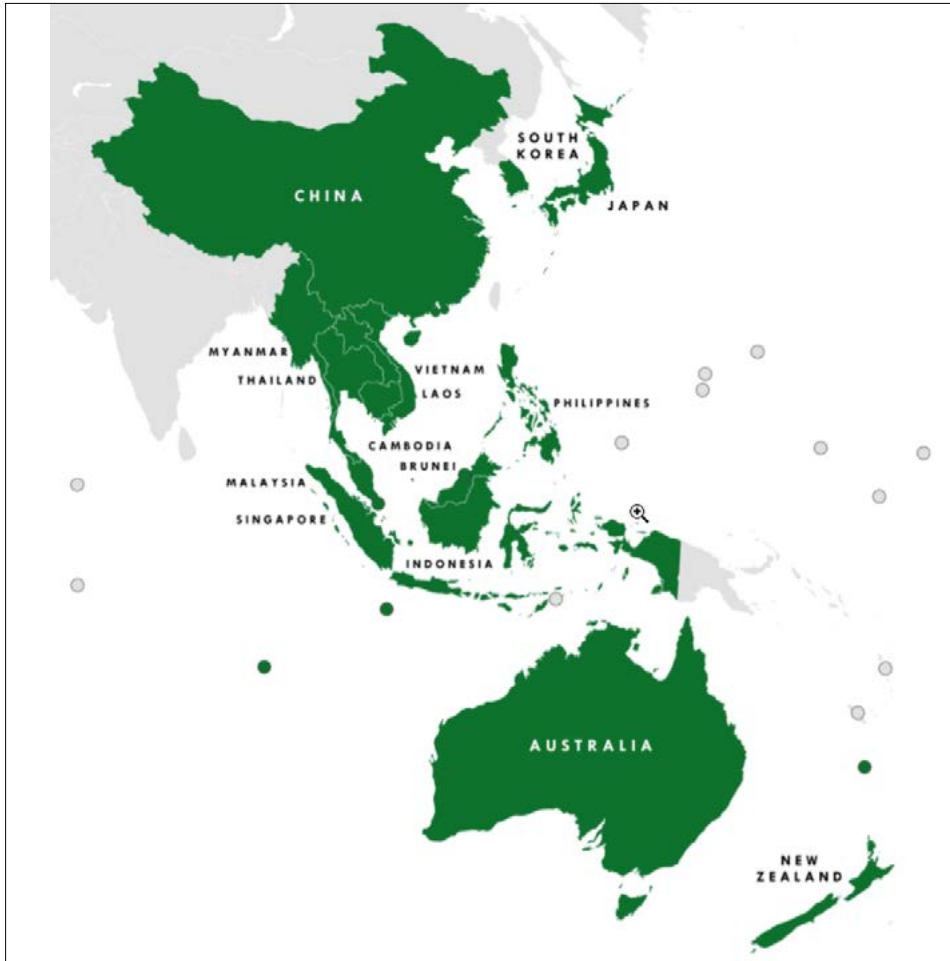 SOUTH
KOREA
CHINA
JAPAN
MYANMAR
VIETNAM
THAILAND
LAOS
PHILIPPINES
CAMBODIA
BRUNEI
MALAYSIA
SINGAPORE
INDONESIA
AUSTRALIA
NEW
ZEALAND